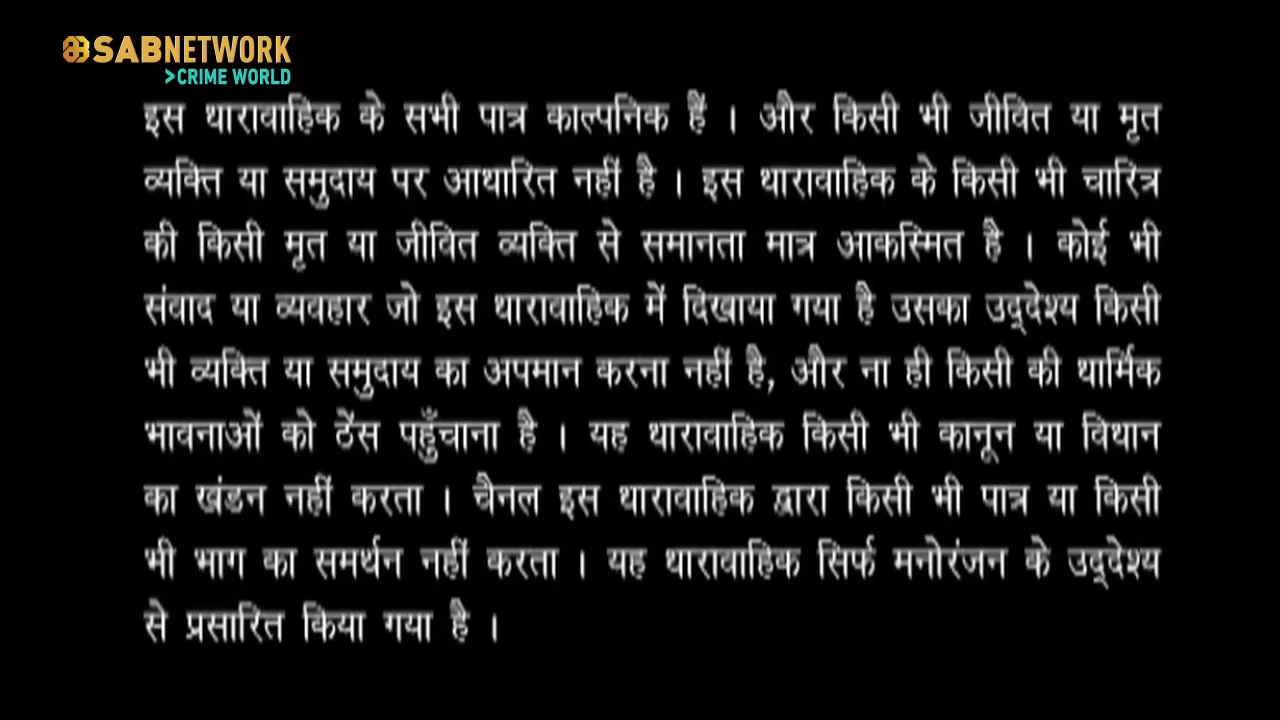 SABNETWORK
>CRIME WORLD
इस धारावाहिक के सभी पात्र काल्पनिक हैं । और किसी भी जीवित या मृत
व्यक्ति या समुदाय पर आधारित नहीं है । इस धारावाहिक के किसी भी चारित्र
की किसी मृत या जीवित व्यक्ति से समानता मात्र आकस्मित है । कोई भी
संवाद या व्यवहार जो इस धारावाहिक में दिखाया गया है उसका उद्देश्य किसी
भी व्यक्ति या समुदाय का अपमान करना नहीं है, और ना ही किसी की धार्मिक
भावनाओं को ठेंस पहुँचाना है । यह धारावाहिक किसी भी कानून या विधान
का खंडन नहीं करता । चैनल इस धारावाहिक द्वारा किसी भी पात्र या किसी
भी भाग का समर्थन नहीं करता । यह धारावाहिक सिर्फ मनोरंजन के उद्देश्य
से प्रसारित किया गया है ।